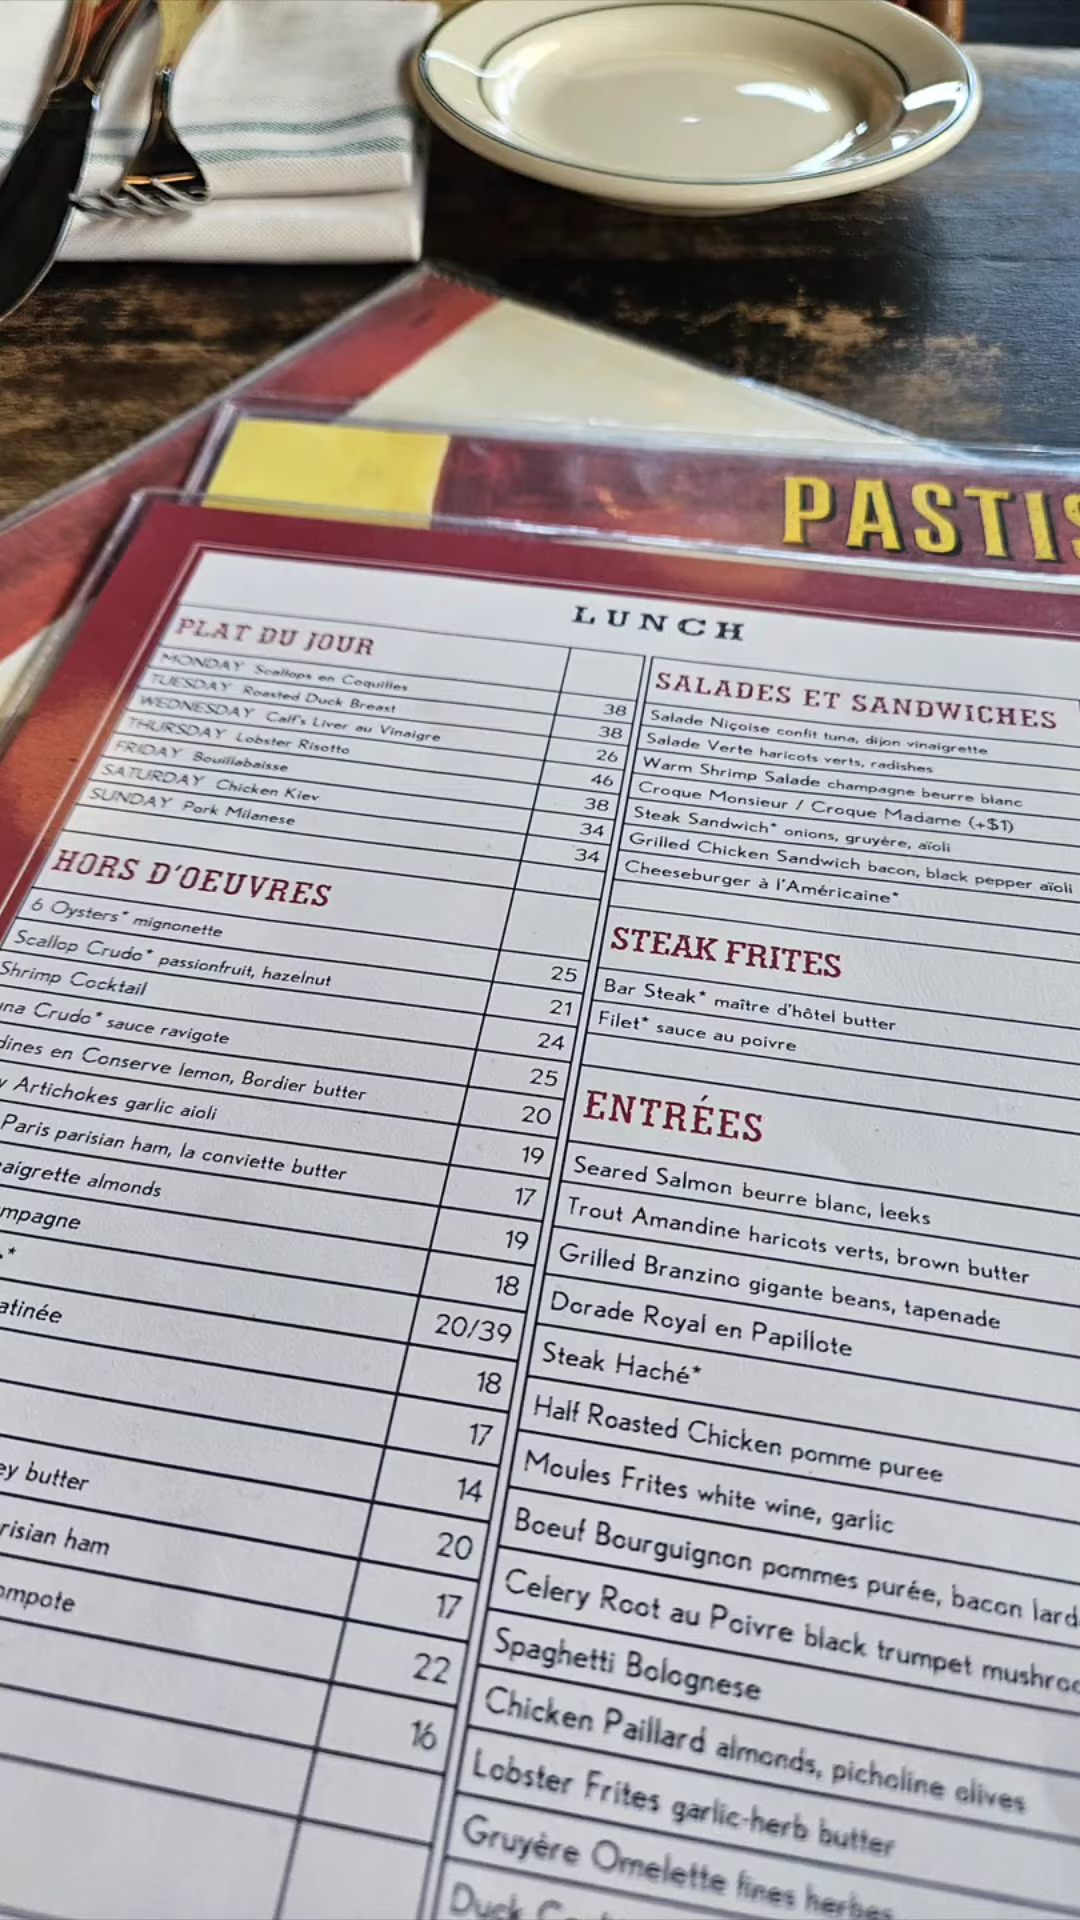 PASTIS
LUNCH
PLAT DU JOUR
MONDAY Scallops en Coquilles 38
TUESDAY Roasted Duck Breast 38
WEDNESDAY Calf's Liver au Vinaigre 26
THURSDAY Lobster Risotto 46
FRIDAY Bouillabaisse 38
SATURDAY Chicken Kiev 34
SUNDAY Pork Milanese 34
HORS D'OEUVRES
6 Oysters* mignonette 25
Scallop Crudo* passionfruit, hazelnut 21
Shrimp Cocktail 24
una Crudo* sauce ravigote 25
dines en Conserve lemon, Bordier butter 20
y Artichokes garlic aioli 19
Paris parisian ham, la conviette butter 17
aigrette almonds 19
mpagne 18
.* 20/39
atinée 18
17
14
ey butter 20
risian ham 17
ompote 22
16
SALADES ET SANDWICHES
Salade Niçoise confit tuna, dijon vinaigrette
Salade Verte haricots verts, radishes
Warm Shrimp Salade champagne beurre blanc
Croque Monsieur / Croque Madame (+$1)
Steak Sandwich* onions, gruyère, aïoli
Grilled Chicken Sandwich bacon, black pepper aïoli
Cheeseburger à l'Américaine*
STEAK FRITES
Bar Steak* maître d'hôtel butter
Filet* sauce au poivre
ENTRÉES
Seared Salmon beurre blanc, leeks
Trout Amandine haricots verts, brown butter
Grilled Branzino gigante beans, tapenade
Dorade Royal en Papillote
Steak Haché*
Half Roasted Chicken pomme puree
Moules Frites white wine, garlic
Boeuf Bourguignon pommes purée, bacon lard
Celery Root au Poivre black trumpet mushroo
Spaghetti Bolognese
Chicken Paillard almonds, picholine olives
Lobster Frites garlic-herb butter
Gruyère Omelette fines herbes
Duck